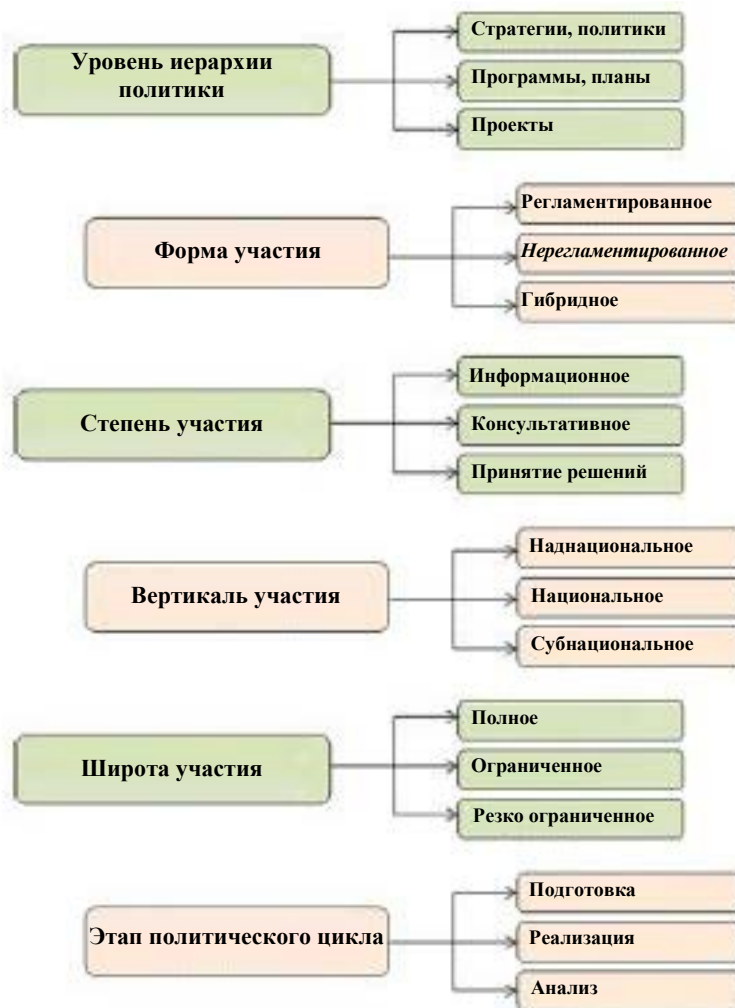 Уровень иерархии
политики
Стратегии, политики
Программы, планы
Проекты
Форма участия
Регламентированное
Нерегламентированное
Гибридное
Степень участия
Информационное
Консультативное
Принятие решений
Вертикаль участия
Наднациональное
Национальное
Субнациональное
Широта участия
Полное
Ограниченное
Резко ограниченное
Этап политического цикла
Подготовка
Реализация
Анализ